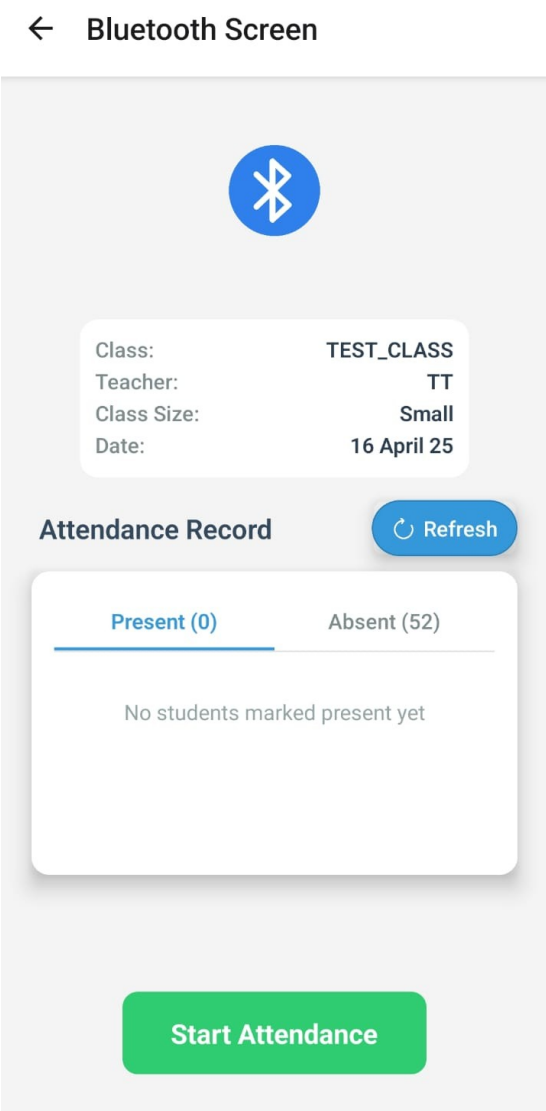 Bluetooth Screen
Class: TEST_CLASS
Teacher: TT
Class Size: Small
Date: 16 April 25
Attendance Record
Refresh
Present (0) Absent (52)
No students marked present yet
Start Attendance